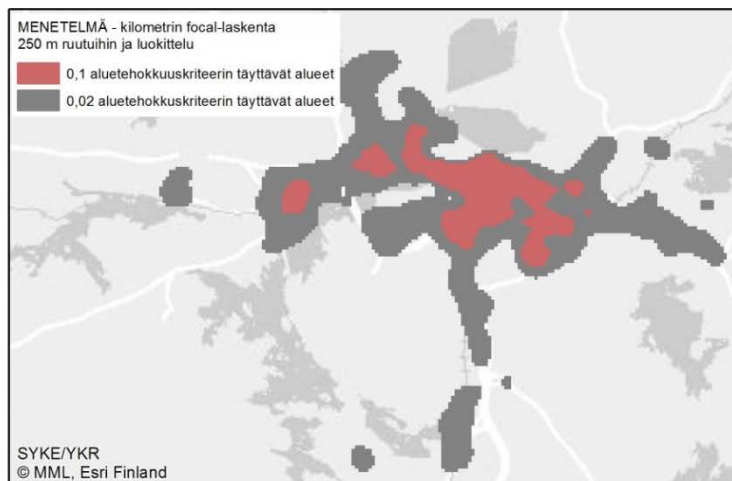 MENETELMÄ - kilometrin focal-laskenta
250 m ruutuihin ja luokittelu
0,1 aluetehokkuuskriteerin täyttävät alueet
0,02 aluetehokkuskriteerin täyttävät alueet
SYKE/YKR
© MML, Esri Finland